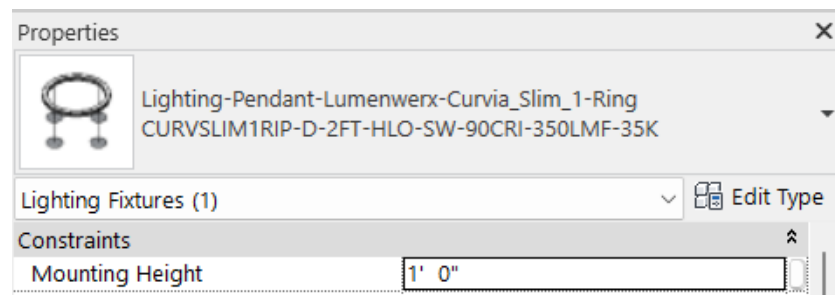 Properties
Lighting-Pendant-Lumenwerx-Curvia_Slim_1-Ring
CURVSLIM1RIP-D-2FT-HLO-SW-90CRI-350LMF-35K
Lighting Fixtures (1)
Edit Type
Constraints
Mounting Height
1' 0"